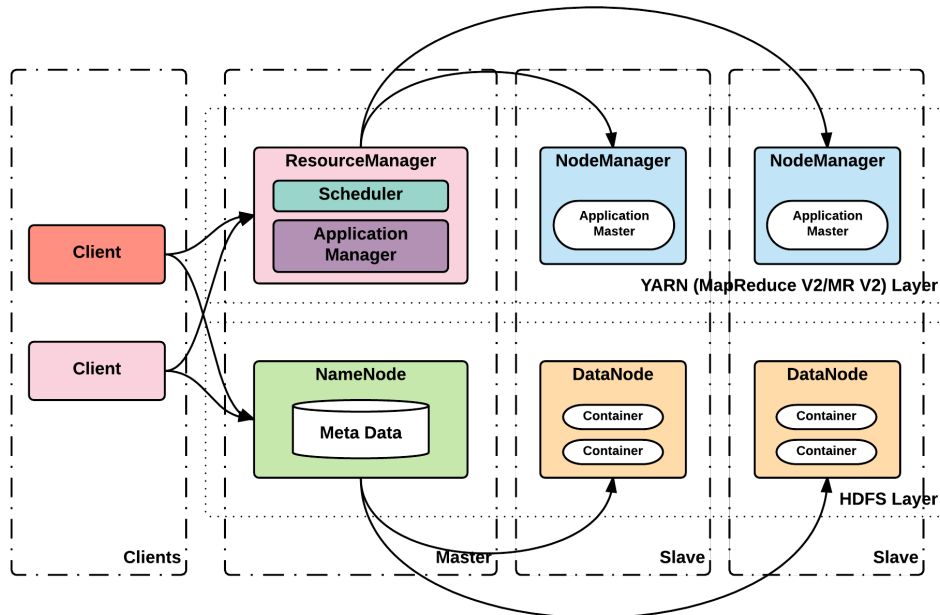 ResourceManager
Scheduler
Application
Manager
NodeManager
Application
Master
NodeManager
Application
Master
Client
YARN (MapReduce V2/MR V2) Layer
Client
NameNode
Meta Data
DataNode
Container
Container
DataNode
Container
Container
HDFS Layer
Clients
Master
Slave
Slave